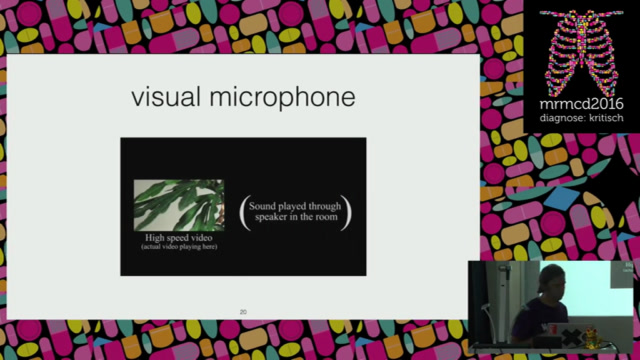 visual microphone
Sound played through
speaker in the room
High speed video
(actual video playing here)
20
mrmcd2016
diagnose: kritisch